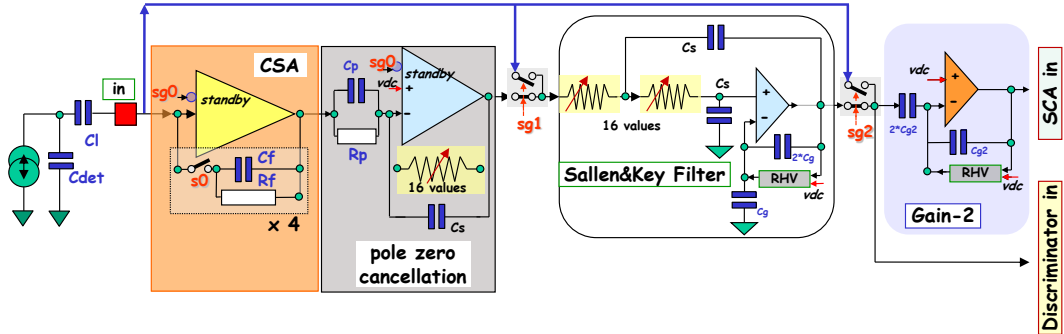 in
Cl
Cdet
CSA
sg0
standby
s0
Cf
Rf
x 4
Cp
Rp
sg0
standby
vdc
+
−
16 values
Cs
pole zero
cancellation
sg1
Cs
16 values
Cs
+
−
2*Cg
RHV
vdc
Cg
Sallen&Key Filter
sg2
2*Cg2
vdc
+
−
Cg2
RHV
vdc
Gain-2
SCA in
Discriminator in